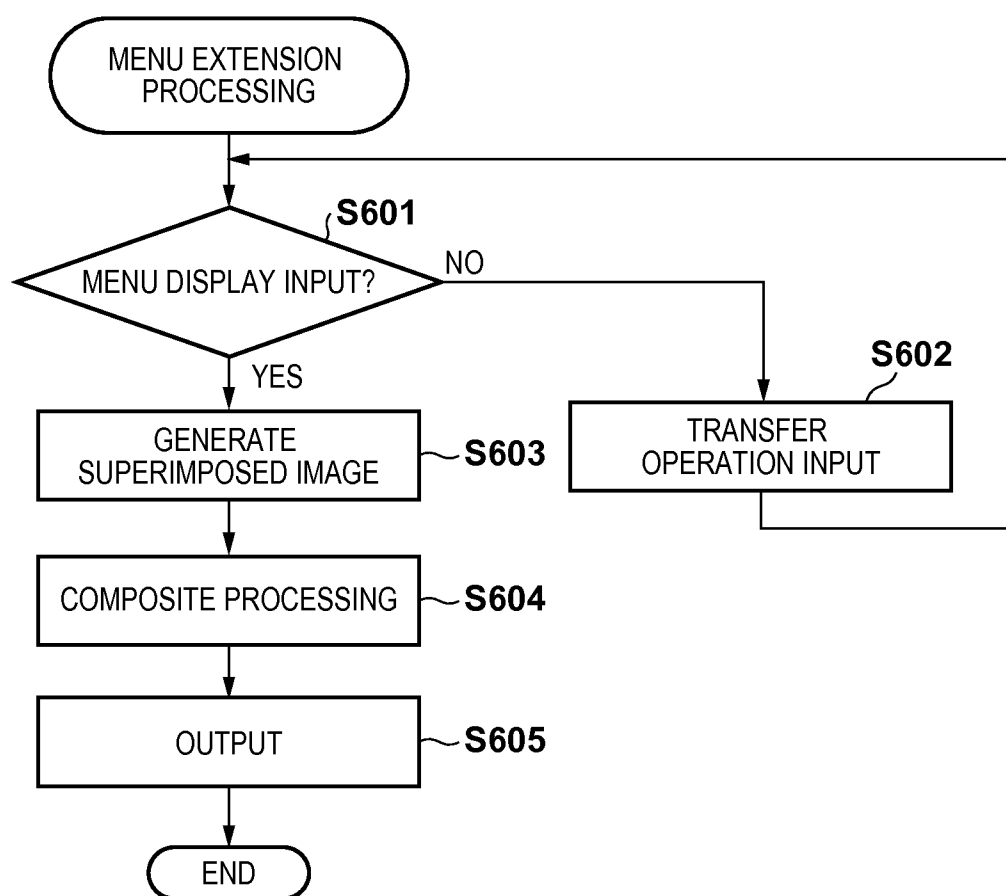 MENU EXTENSION
PROCESSING
S601
MENU DISPLAY INPUT?
NO
YES
S602
TRANSFER
OPERATION INPUT
GENERATE
SUPERIMPOSED IMAGE
S603
COMPOSITE PROCESSING
S604
OUTPUT
S605
END